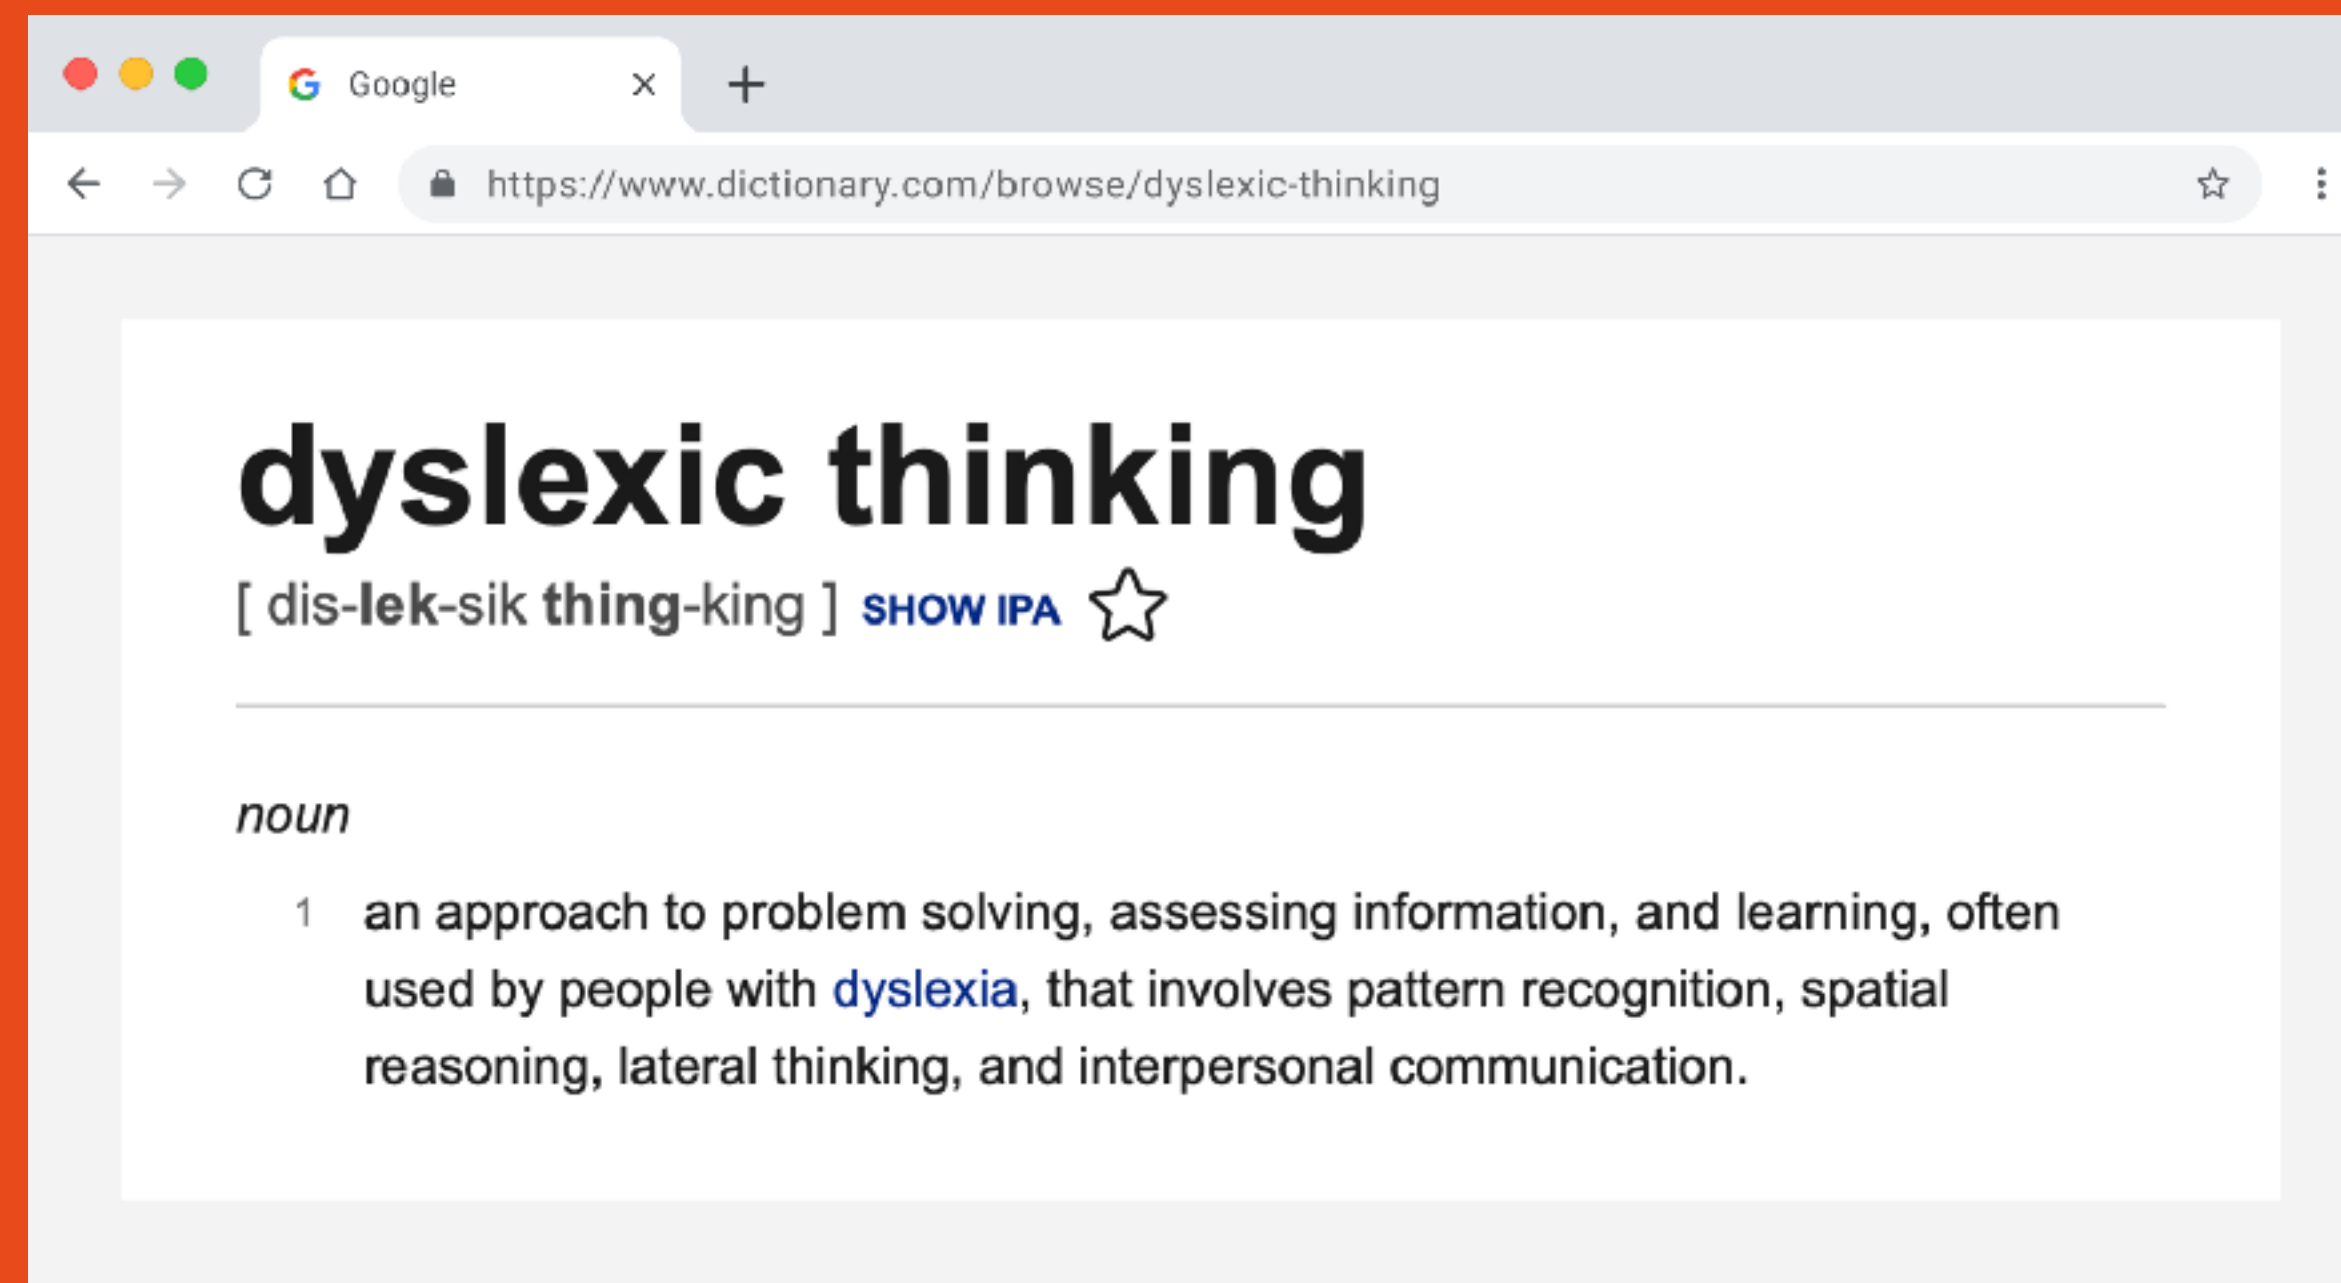 Google
https://www.dictionary.com/browse/dyslexic-thinking
dyslexic thinking
[ dis-lek-sik thing-king ] SHOW IPA
noun
1 an approach to problem solving, assessing information, and learning, often
used by people with dyslexia, that involves pattern recognition, spatial
reasoning, lateral thinking, and interpersonal communication.